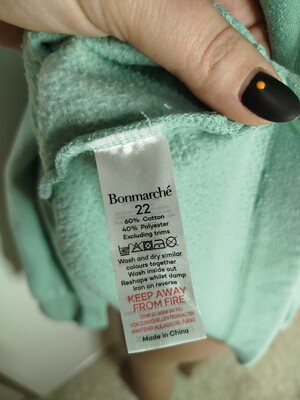 Bonmarché
22
60% Cotton
40% Polyester
Excluding trims
Wash and dry similar
colours together
Wash inside out
Reshape whilst damp
Iron on reverse
KEEP AWAY
FROM FIRE
Made in China